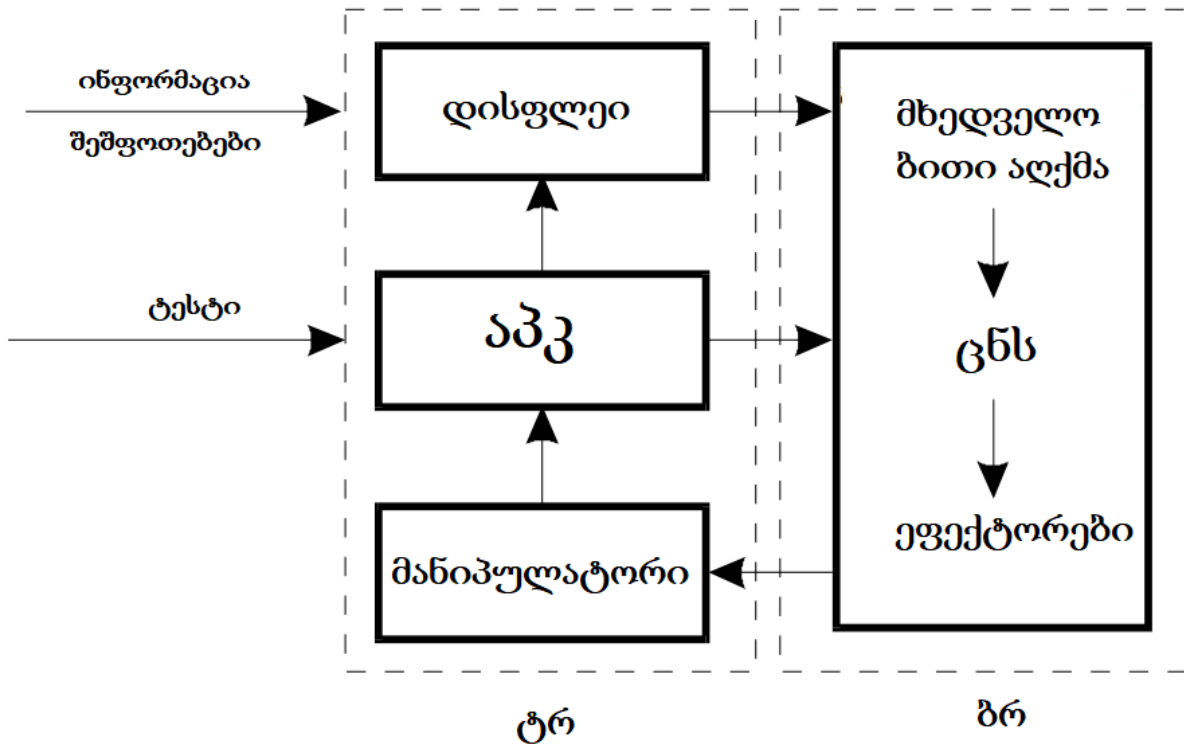 ინფორმაცია
შეშფოთებები
დისფლეი
მხედველო
ბითი აღქმა
ტესტი
აპკ
ცნს
მანიპულატორი
ეფექტორები
ტრ
ბრ